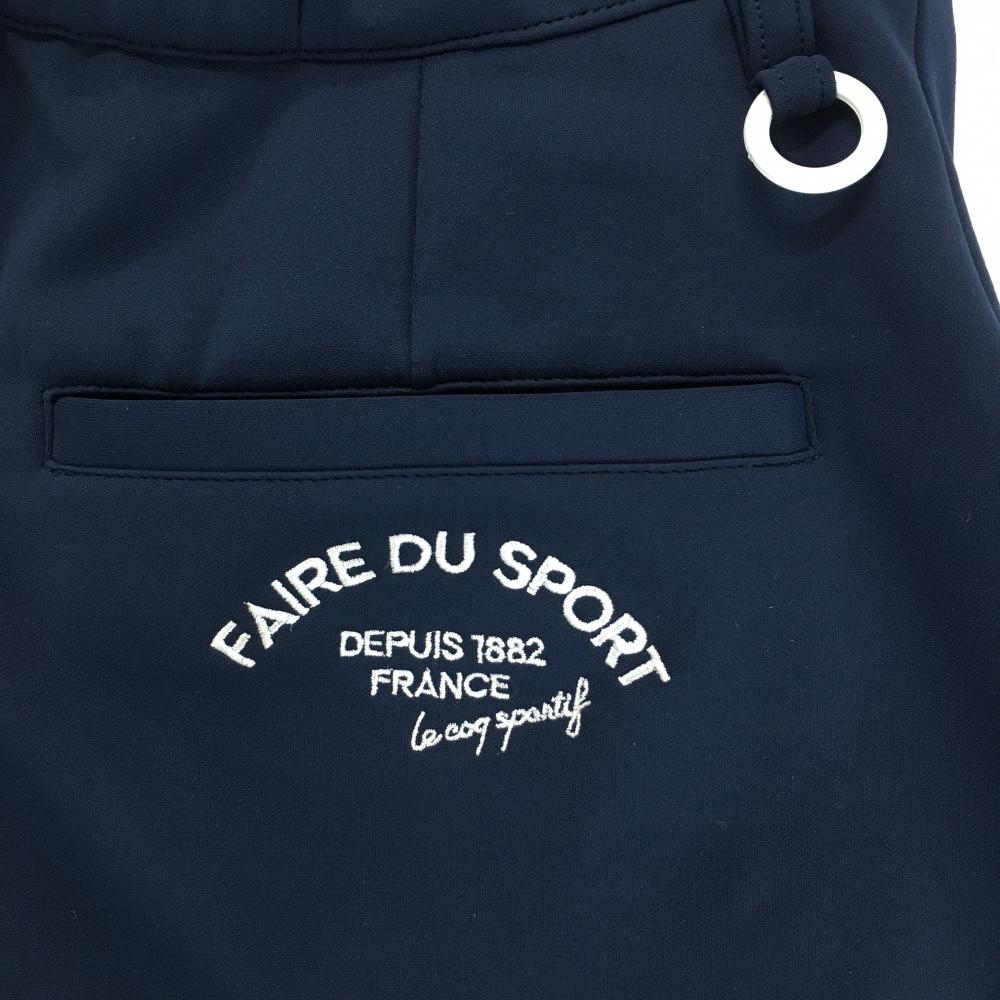 FAIRE DU SPORT
DEPUIS 1882
FRANCE
le coq sportif